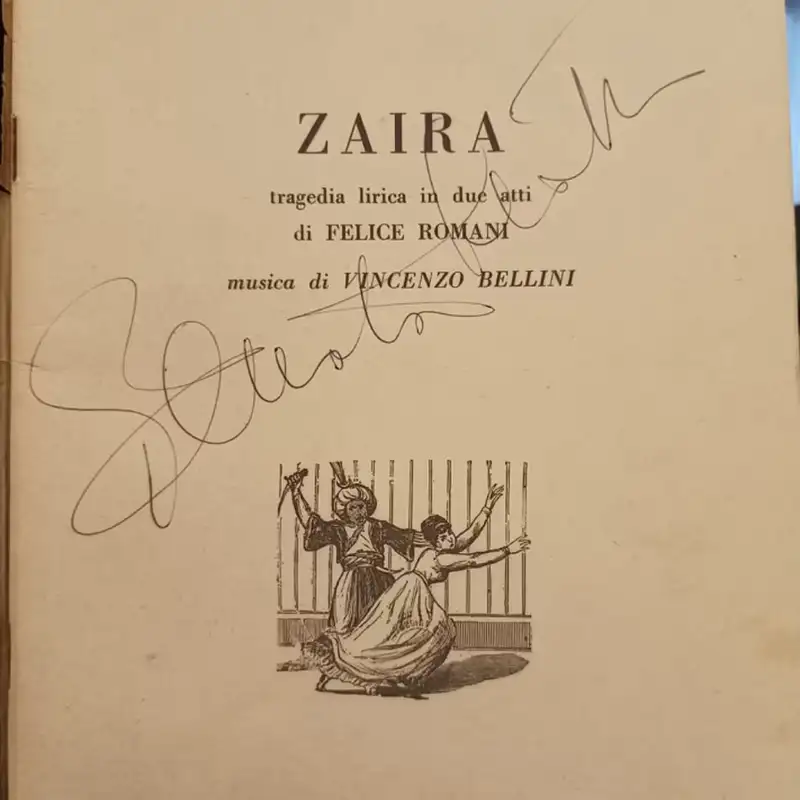 ZAIRA
tragedia lirica in due atti
di FELICE ROMANI
musica di VINCENZO BELLINI